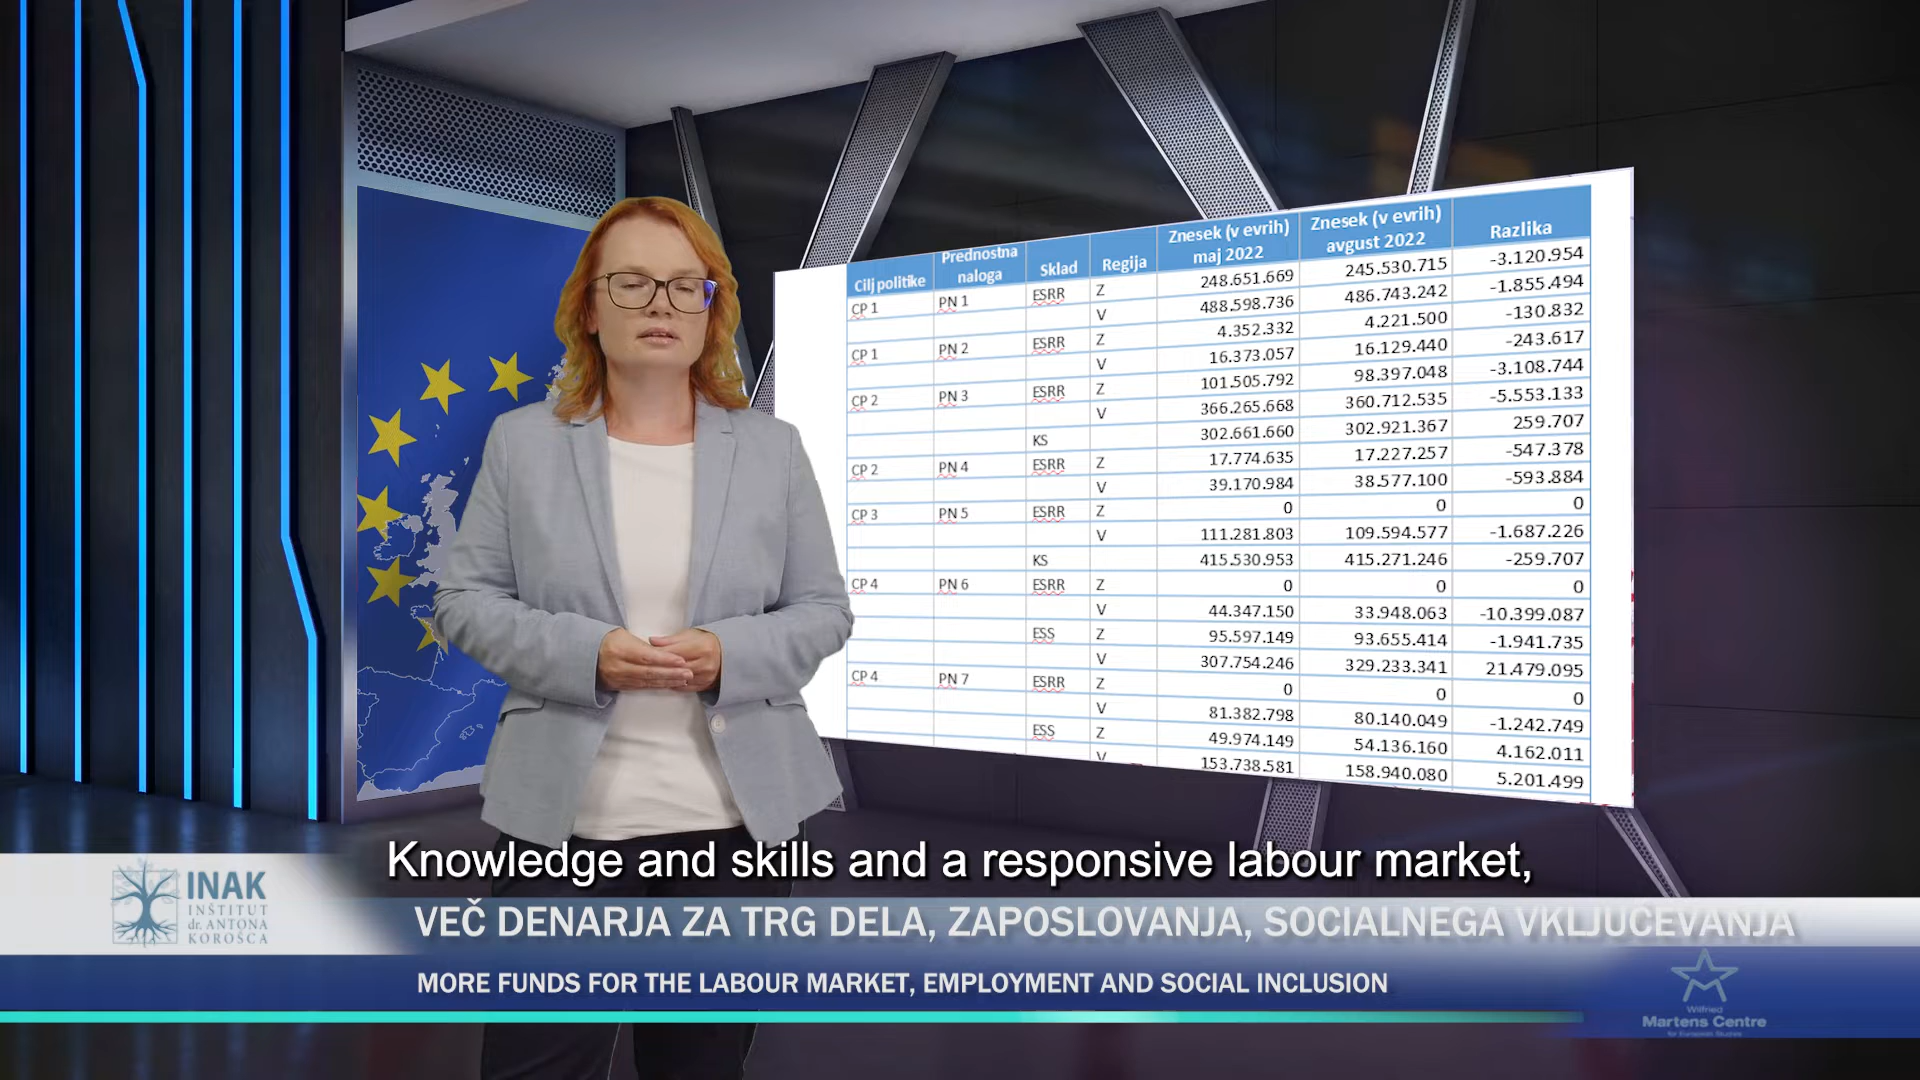 Cilj politike Prednostna naloga Sklad Regija Znesek (v evrih) maj 2022 Znesek (v evrih) avgust 2022 Razlika
CP 1 PN 1 ESRR Z 248.651.669 245.530.715 -3.120.954
V 488.598.736 486.743.242 -1.855.494
CP 1 PN 2 ESRR Z 4.352.332 4.221.500 -130.832
V 16.373.057 16.129.440 -243.617
CP 2 PN 3 ESRR Z 101.505.792 98.397.048 -3.108.744
V 366.265.668 360.712.535 -5.553.133
KS 302.661.660 302.921.367 259.707
CP 2 PN 4 ESRR Z 17.774.635 17.227.257 -547.378
V 39.170.984 38.577.100 -593.884
CP 3 PN 5 ESRR Z 0 0 0
V 111.281.803 109.594.577 -1.687.226
KS 415.530.953 415.271.246 -259.707
CP 4 PN 6 ESRR Z 0 0 0
V 44.347.150 33.948.063 -10.399.087
ESS Z 95.597.149 93.655.414 -1.941.735
V 307.754.246 329.233.341 21.479.095
CP 4 PN 7 ESRR Z 0 0 0
V 81.382.798 80.140.049 -1.242.749
ESS Z 49.974.149 54.136.160 4.162.011
V 153.738.581 158.940.080 5.201.499
Knowledge and skills and a responsive labour market,
INAK
INŠTITUT
dr. ANTONA
KOROŠCA
VEČ DENARJA ZA TRG DELA, ZAPOSLOVANJA, SOCIALNEGA VKLJUČEVANJA
MORE FUNDS FOR THE LABOUR MARKET, EMPLOYMENT AND SOCIAL INCLUSION
Wilfried
Martens Centre
for European Studies